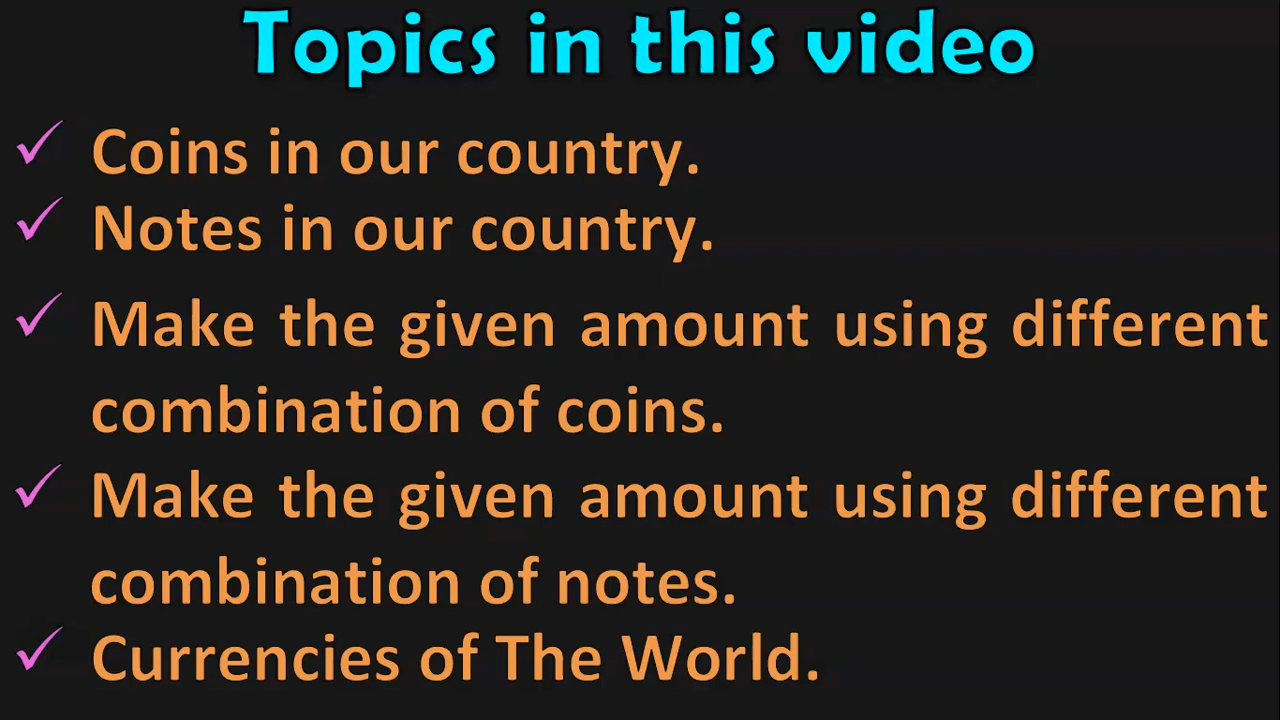 Topics in this video
✓ Coins in our country.
✓ Notes in our country.
✓ Make the given amount using different
combination of coins.
✓ Make the given amount using different
combination of notes.
✓ Currencies of The World.